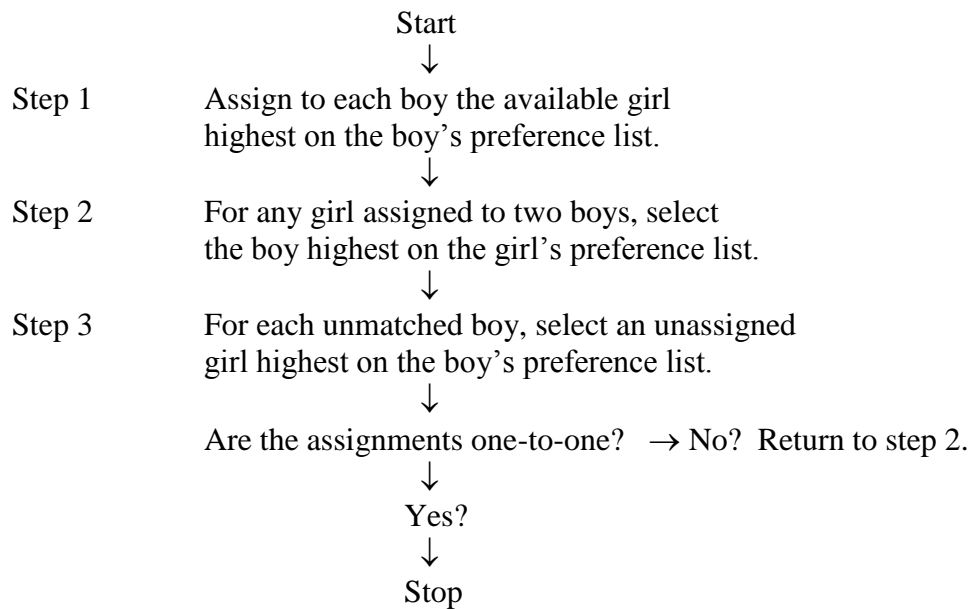 Start
↓
Step 1 Assign to each boy the available girl
highest on the boy’s preference list.
↓
Step 2 For any girl assigned to two boys, select
the boy highest on the girl’s preference list.
↓
Step 3 For each unmatched boy, select an unassigned
girl highest on the boy’s preference list.
↓
Are the assignments one-to-one? → No? Return to step 2.
↓
Yes?
↓
Stop